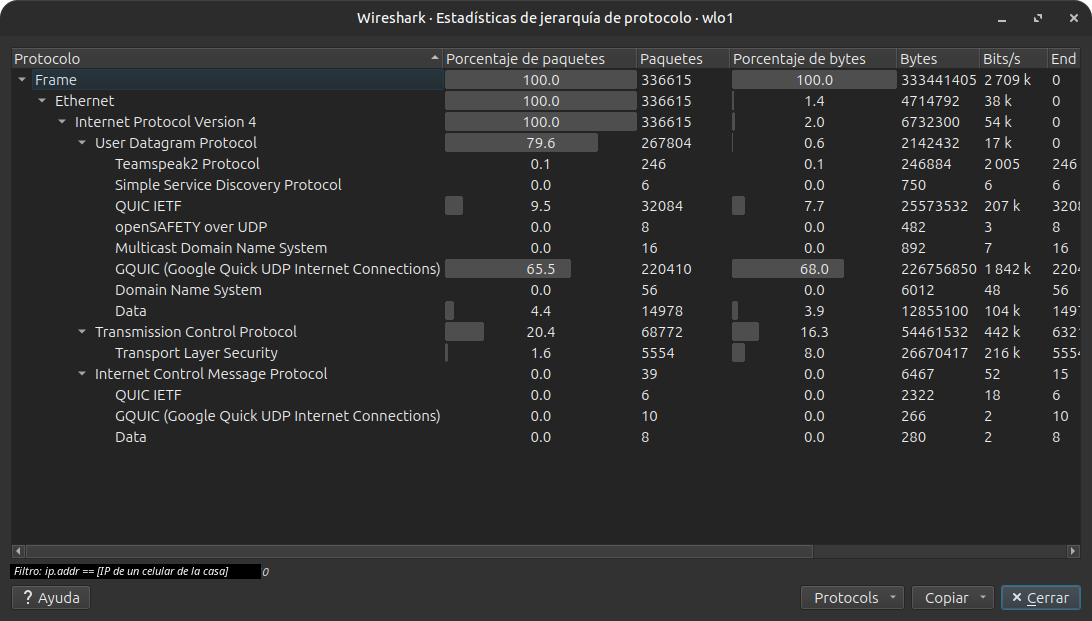 Wireshark · Estadísticas de jerarquía de protocolo · wlo1
Protocolo Porcentaje de paquetes Paquetes Porcentaje de bytes Bytes Bits/s End
Frame 100.0 336615 100.0 333441405 2 709 k 0
Ethernet 100.0 336615 1.4 4714792 38 k 0
Internet Protocol Version 4 100.0 336615 2.0 6732300 54 k 0
User Datagram Protocol 79.6 267804 0.6 2142432 17 k 0
Teamspeak2 Protocol 0.1 246 0.1 246884 2 005 246
Simple Service Discovery Protocol 0.0 6 0.0 750 6 6
QUIC IETF 9.5 32084 7.7 25573532 207 k 3208
openSAFETY over UDP 0.0 8 0.0 482 3 8
Multicast Domain Name System 0.0 16 0.0 892 7 16
GQUIC (Google Quick UDP Internet Connections) 65.5 220410 68.0 226756850 1 842 k 2204
Domain Name System 0.0 56 0.0 6012 48 56
Data 4.4 14978 3.9 12855100 104 k 1497
Transmission Control Protocol 20.4 68772 16.3 54461532 442 k 6321
Transport Layer Security 1.6 5554 8.0 26670417 216 k 5554
Internet Control Message Protocol 0.0 39 0.0 6467 52 15
QUIC IETF 0.0 6 0.0 2322 18 6
GQUIC (Google Quick UDP Internet Connections) 0.0 10 0.0 266 2 10
Data 0.0 8 0.0 280 2 8
Filtro: ip.addr == [IP de un celular de la casa] 0
? Ayuda Protocols Copiar Cerrar